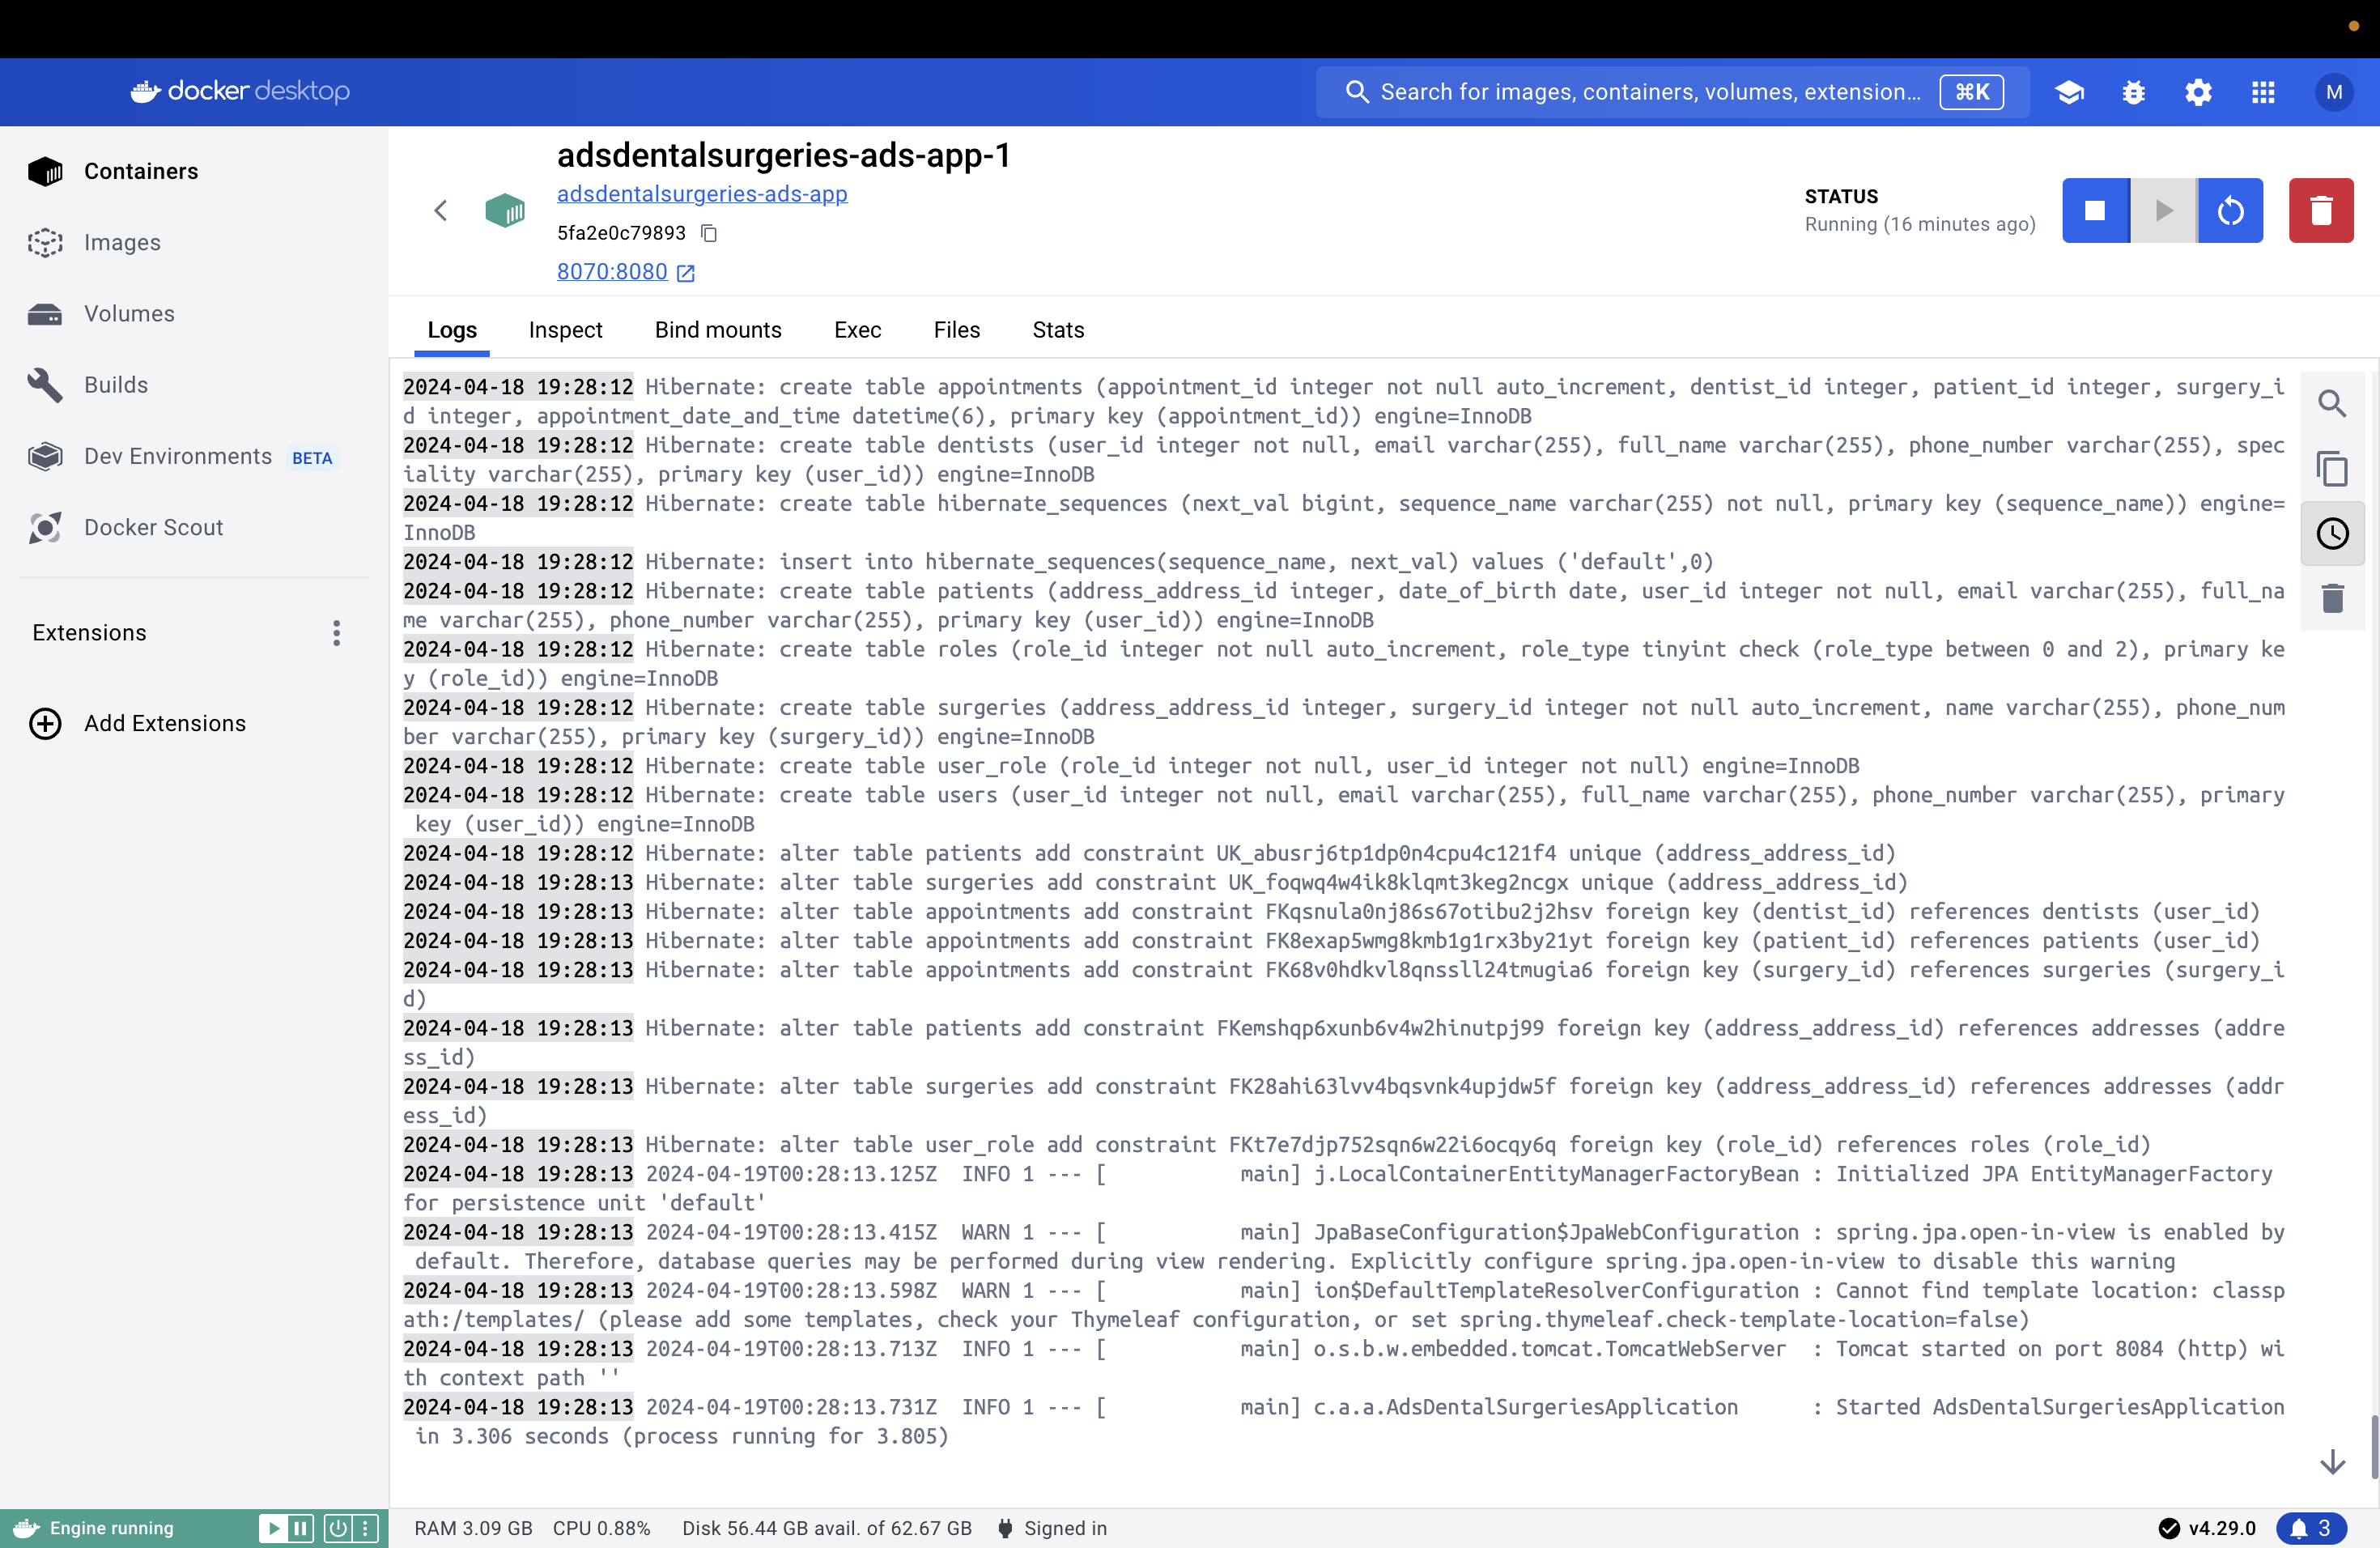 docker desktop
Search for images, containers, volumes, extension... ⌘K
M
Containers
Images
Volumes
Builds
Dev Environments BETA
Docker Scout
Extensions
Add Extensions
adsdentalsurgeries-ads-app-1
adsdentalsurgeries-ads-app
5fa2e0c79893
8070:8080
STATUS
Running (16 minutes ago)
Logs Inspect Bind mounts Exec Files Stats
2024-04-18 19:28:12 Hibernate: create table appointments (appointment_id integer not null auto_increment, dentist_id integer, patient_id integer, surgery_i
d integer, appointment_date_and_time datetime(6), primary key (appointment_id)) engine=InnoDB
2024-04-18 19:28:12 Hibernate: create table dentists (user_id integer not null, email varchar(255), full_name varchar(255), phone_number varchar(255), spec
iality varchar(255), primary key (user_id)) engine=InnoDB
2024-04-18 19:28:12 Hibernate: create table hibernate_sequences (next_val bigint, sequence_name varchar(255) not null, primary key (sequence_name)) engine=
InnoDB
2024-04-18 19:28:12 Hibernate: insert into hibernate_sequences(sequence_name, next_val) values ('default',0)
2024-04-18 19:28:12 Hibernate: create table patients (address_address_id integer, date_of_birth date, user_id integer not null, email varchar(255), full_na
me varchar(255), phone_number varchar(255), primary key (user_id)) engine=InnoDB
2024-04-18 19:28:12 Hibernate: create table roles (role_id integer not null auto_increment, role_type tinyint check (role_type between 0 and 2), primary ke
y (role_id)) engine=InnoDB
2024-04-18 19:28:12 Hibernate: create table surgeries (address_address_id integer, surgery_id integer not null auto_increment, name varchar(255), phone_num
ber varchar(255), primary key (surgery_id)) engine=InnoDB
2024-04-18 19:28:12 Hibernate: create table user_role (role_id integer not null, user_id integer not null) engine=InnoDB
2024-04-18 19:28:12 Hibernate: create table users (user_id integer not null, email varchar(255), full_name varchar(255), phone_number varchar(255), primary
key (user_id)) engine=InnoDB
2024-04-18 19:28:12 Hibernate: alter table patients add constraint UK_abusrj6tp1dp0n4cpu4c121f4 unique (address_address_id)
2024-04-18 19:28:13 Hibernate: alter table surgeries add constraint UK_foqwq4w4ik8klqmt3keg2ncgx unique (address_address_id)
2024-04-18 19:28:13 Hibernate: alter table appointments add constraint FKqsnula0nj86s67otibu2j2hsv foreign key (dentist_id) references dentists (user_id)
2024-04-18 19:28:13 Hibernate: alter table appointments add constraint FK8exap5wmg8kmb1g1rx3by21yt foreign key (patient_id) references patients (user_id)
2024-04-18 19:28:13 Hibernate: alter table appointments add constraint FK68v0hdkvl8qnssll24tmugia6 foreign key (surgery_id) references surgeries (surgery_i
d)
2024-04-18 19:28:13 Hibernate: alter table patients add constraint FKemshqp6xunb6v4w2hinutpj99 foreign key (address_address_id) references addresses (addre
ss_id)
2024-04-18 19:28:13 Hibernate: alter table surgeries add constraint FK28ahi63lvv4bqsvnk4upjdw5f foreign key (address_address_id) references addresses (addr
ess_id)
2024-04-18 19:28:13 Hibernate: alter table user_role add constraint FKt7e7djp752sqn6w22i6ocqy6q foreign key (role_id) references roles (role_id)
2024-04-18 19:28:13 2024-04-19T00:28:13.125Z  INFO 1 --- [           main] j.LocalContainerEntityManagerFactoryBean : Initialized JPA EntityManagerFactory
for persistence unit 'default'
2024-04-18 19:28:13 2024-04-19T00:28:13.415Z  WARN 1 --- [           main] JpaBaseConfiguration$JpaWebConfiguration : spring.jpa.open-in-view is enabled by
default. Therefore, database queries may be performed during view rendering. Explicitly configure spring.jpa.open-in-view to disable this warning
2024-04-18 19:28:13 2024-04-19T00:28:13.598Z  WARN 1 --- [           main] ion$DefaultTemplateResolverConfiguration : Cannot find template location: classp
ath:/templates/ (please add some templates, check your Thymeleaf configuration, or set spring.thymeleaf.check-template-location=false)
2024-04-18 19:28:13 2024-04-19T00:28:13.713Z  INFO 1 --- [           main] o.s.b.w.embedded.tomcat.TomcatWebServer  : Tomcat started on port 8084 (http) wi
th context path ''
2024-04-18 19:28:13 2024-04-19T00:28:13.731Z  INFO 1 --- [           main] c.a.a.AdsDentalSurgeriesApplication      : Started AdsDentalSurgeriesApplication
in 3.306 seconds (process running for 3.805)
Engine running
RAM 3.09 GB CPU 0.88% Disk 56.44 GB avail. of 62.67 GB Signed in
v4.29.0
3